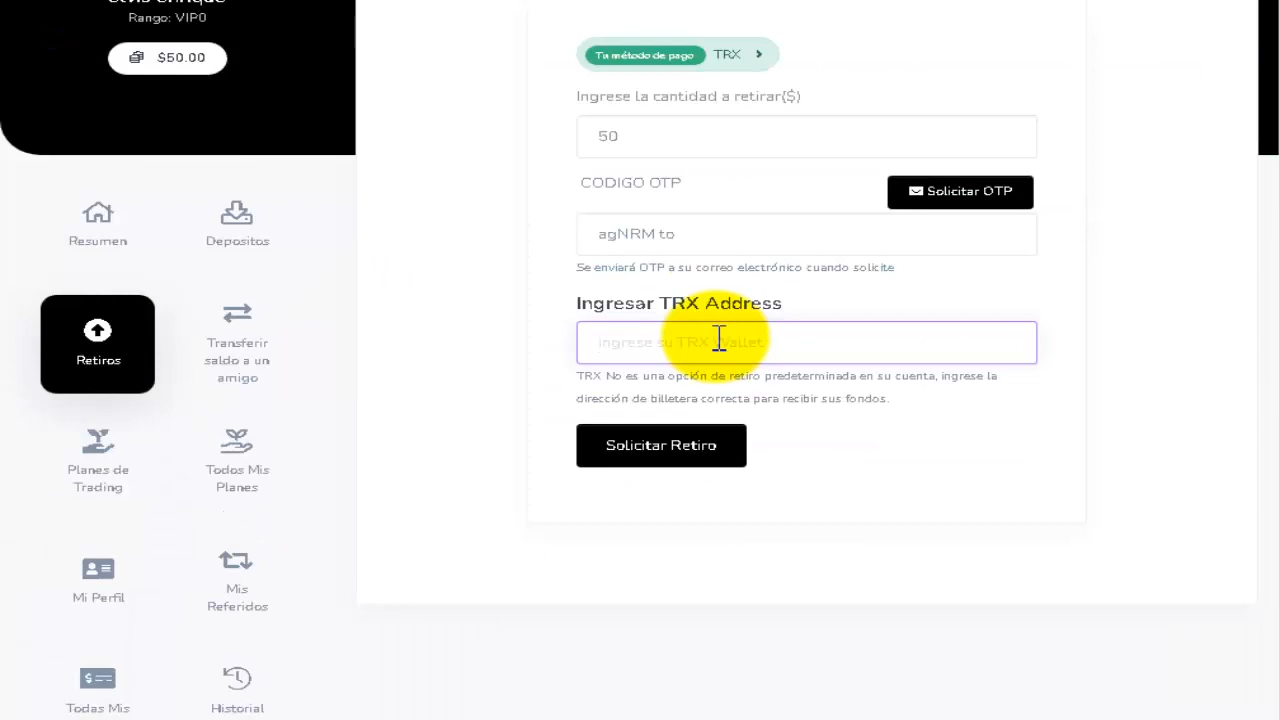 Rango: VIP0
$50.00
Resumen
Depositos
Retiros
Transferir
saldo a un
amigo
Planes de
Trading
Todos Mis
Planes
Mi Perfil
Mis
Referidos
Todas Mis
Historial
Tu método de pago TRX
Ingrese la cantidad a retirar($)
50
CODIGO OTP
Solicitar OTP
agNRM to
Se enviará OTP a su correo electrónico cuando solicite
Ingresar TRX Address
Ingrese su TRX Wallet
TRX No es una opción de retiro predeterminada en su cuenta, ingrese la
dirección de billetera correcta para recibir sus fondos.
Solicitar Retiro